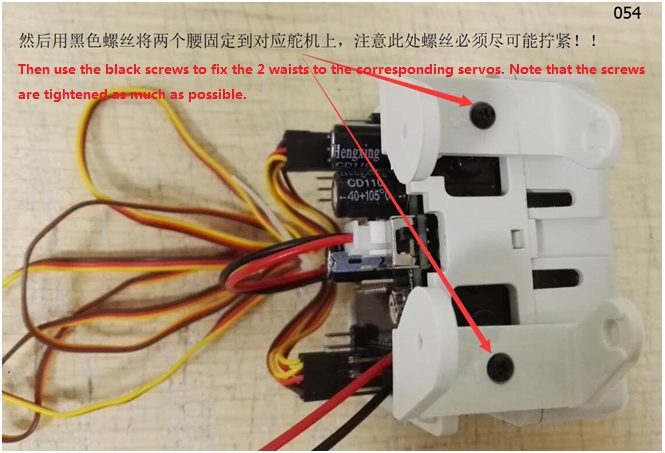 054
然后用黑色螺丝将两个腰固定到对应舵机上，注意此处螺丝必须尽可能拧紧！！
Then use the black screws to fix the 2 waists to the corresponding servos. Note that the screws
are tightened as much as possible.
Hengxing
CD110
-40+105°